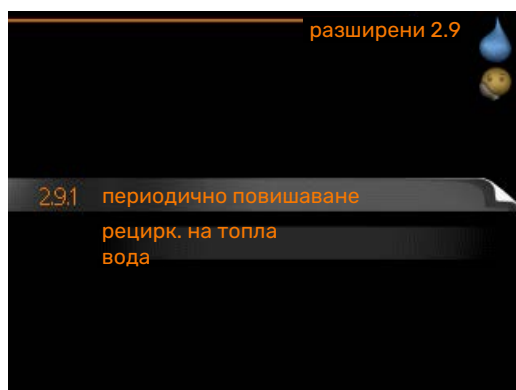 разширени 2.9
2.9.1 периодично повишаване
рецирк. на топла
вода